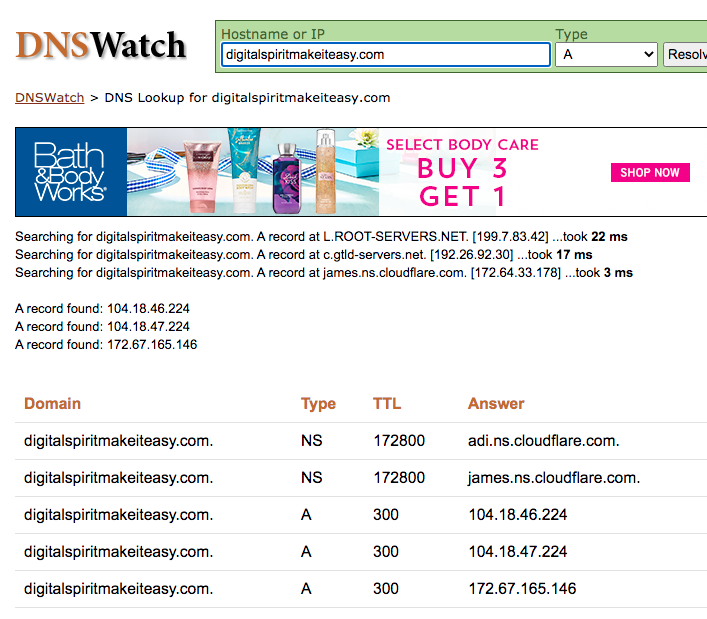 DNSWatch
Hostname or IP
Type
digitalspiritmakeiteasy.com
A
Resolv
DNSWatch > DNS Lookup for digitalspiritmakeiteasy.com
Bath
&Body
Works®
SELECT BODY CARE
BUY 3
GET 1
SHOP NOW
Searching for digitalspiritmakeiteasy.com. A record at L.ROOT-SERVERS.NET. [199.7.83.42] ...took 22 ms
Searching for digitalspiritmakeiteasy.com. A record at c.gtld-servers.net. [192.26.92.30] ...took 17 ms
Searching for digitalspiritmakeiteasy.com. A record at james.ns.cloudflare.com. [172.64.33.178] ...took 3 ms
A record found: 104.18.46.224
A record found: 104.18.47.224
A record found: 172.67.165.146
Domain Type TTL Answer
digitalspiritmakeiteasy.com. NS 172800 adi.ns.cloudflare.com.
digitalspiritmakeiteasy.com. NS 172800 james.ns.cloudflare.com.
digitalspiritmakeiteasy.com. A 300 104.18.46.224
digitalspiritmakeiteasy.com. A 300 104.18.47.224
digitalspiritmakeiteasy.com. A 300 172.67.165.146